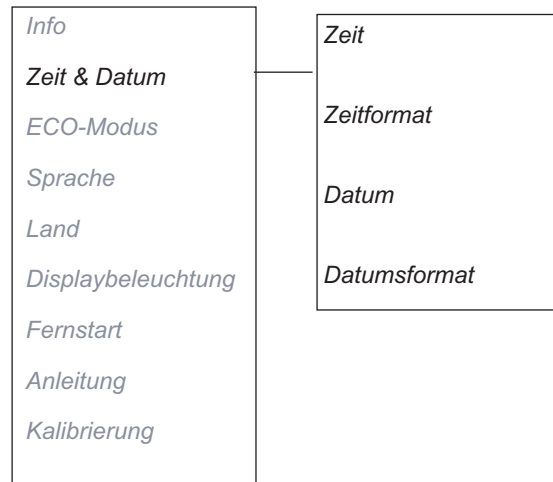 Info
Zeit & Datum
ECO-Modus
Sprache
Land
Displaybeleuchtung
Fernstart
Anleitung
Kalibrierung
Zeit
Zeitformat
Datum
Datumsformat